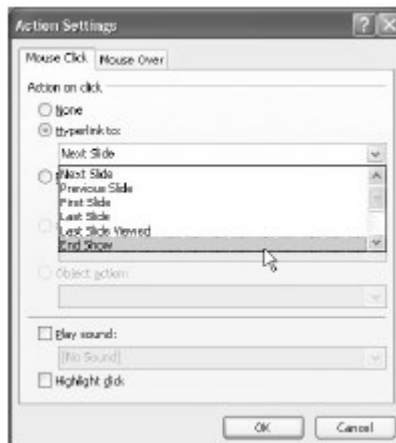 Action Settings
Mouse Click Mouse Over
Action on click
None
Hyperlink to:
Next Slide
Next Slide
Previous Slide
First Slide
Last Slide
Last Slide Viewed
End Show
Object action:
Play sound:
[No Sound]
Highlight click
OK Cancel